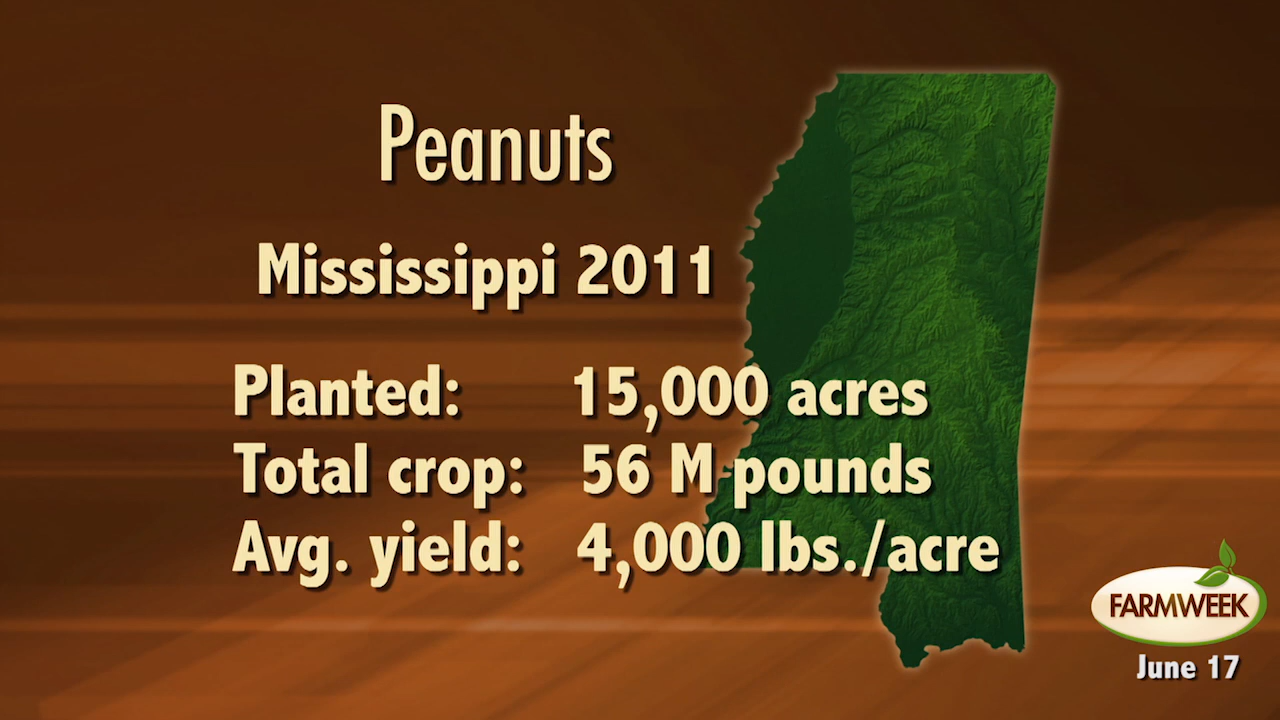 Peanuts
Mississippi 2011
Planted: 15,000 acres
Total crop: 56 M pounds
Avg. yield: 4,000 lbs./acre
FARMWEEK
June 17